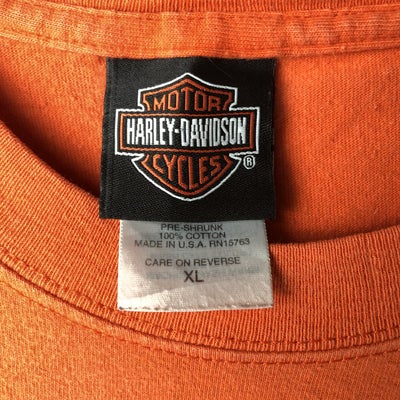 MOTOR
HARLEY-DAVIDSON
CYCLES
®
PRE-SHRUNK
100% COTTON
MADE IN U.S.A. RN15763
CARE ON REVERSE
XL